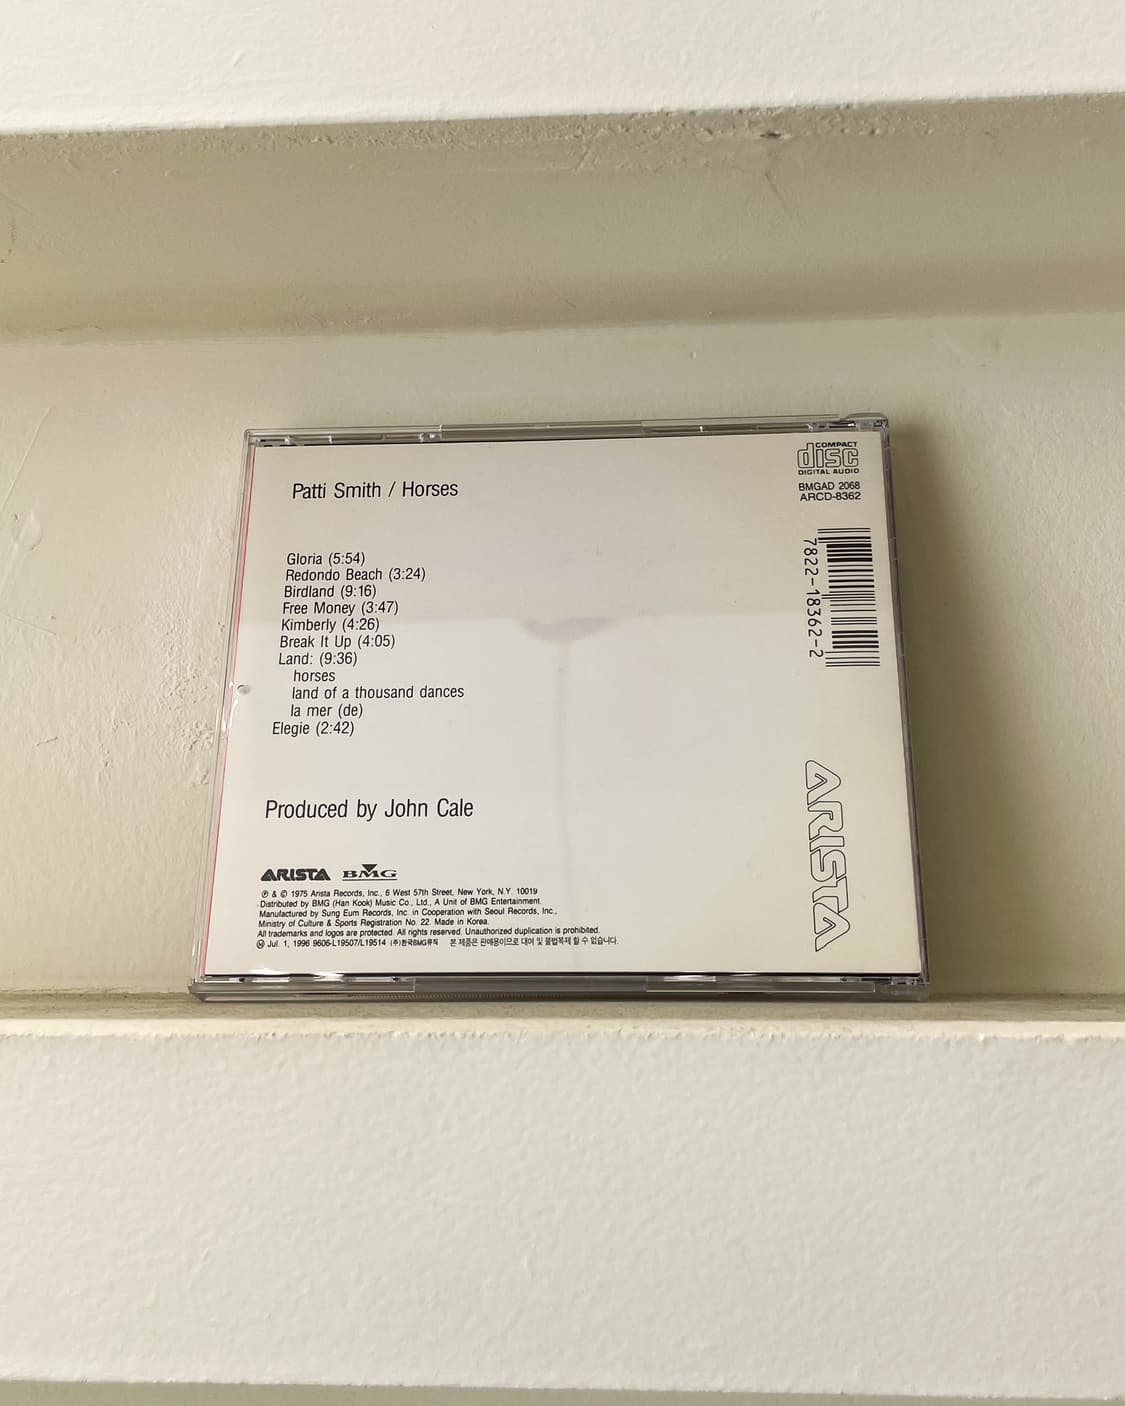 Patti Smith / Horses
Gloria (5:54)
Redondo Beach (3:24)
Birdland (9:16)
Free Money (3:47)
Kimberly (4:26)
Break It Up (4:05)
Land: (9:36)
horses
land of a thousand dances
la mer (de)
Elegie (2:42)
Produced by John Cale
ARISTA BMG
℗ & © 1975 Arista Records, Inc., 6 West 57th Street, New York, N.Y. 10019
Distributed by BMG (Han Kook) Music Co., Ltd., A Unit of BMG Entertainment.
Manufactured by Sung Eum Records, Inc. in Cooperation with Seoul Records, Inc.,
Ministry of Culture & Sports Registration No. 22. Made in Korea
All trademarks and logos are protected. All rights reserved. Unauthorized duplication is prohibited.
Ⓜ Jul. 1, 1996 9606-L19507/L19514 (주)한국BMG뮤직 본 제품은 판매용이므로 대여 및 불법복제 할 수 없습니다.
COMPACT
disc
DIGITAL AUDIO
BMGAD 2068
ARCD-8362
7822-18362-2
ARISTA